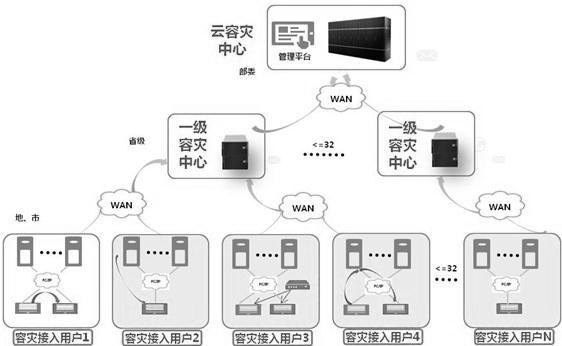 云容灾
中心
管理平台
部委
WAN
一级
容灾
中心
省级
<=32
一级
容灾
中心
WAN
WAN
WAN
地、市
<=32
容灾接入用户1
容灾接入用户2
容灾接入用户3
容灾接入用户4
容灾接入用户N